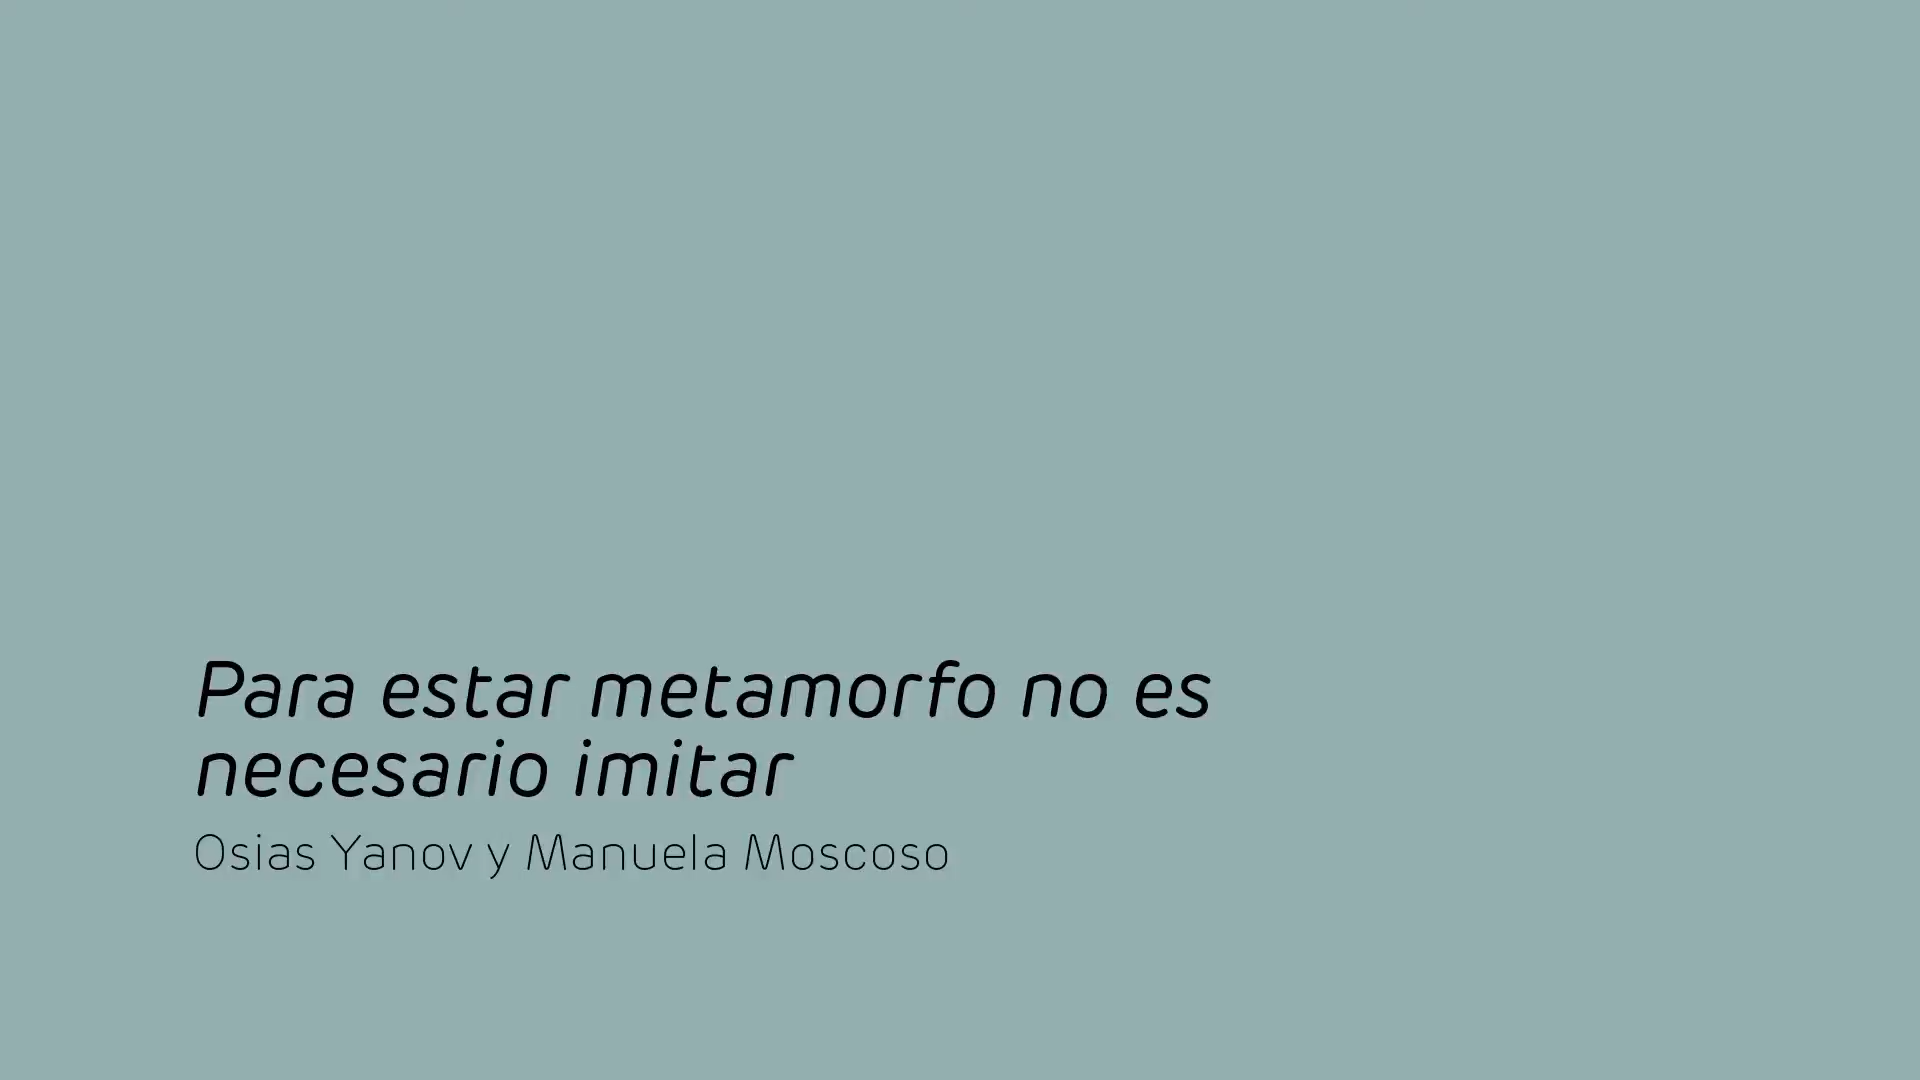 Para estar metamorfo no es
necesario imitar
Osias Yanov y Manuela Moscoso